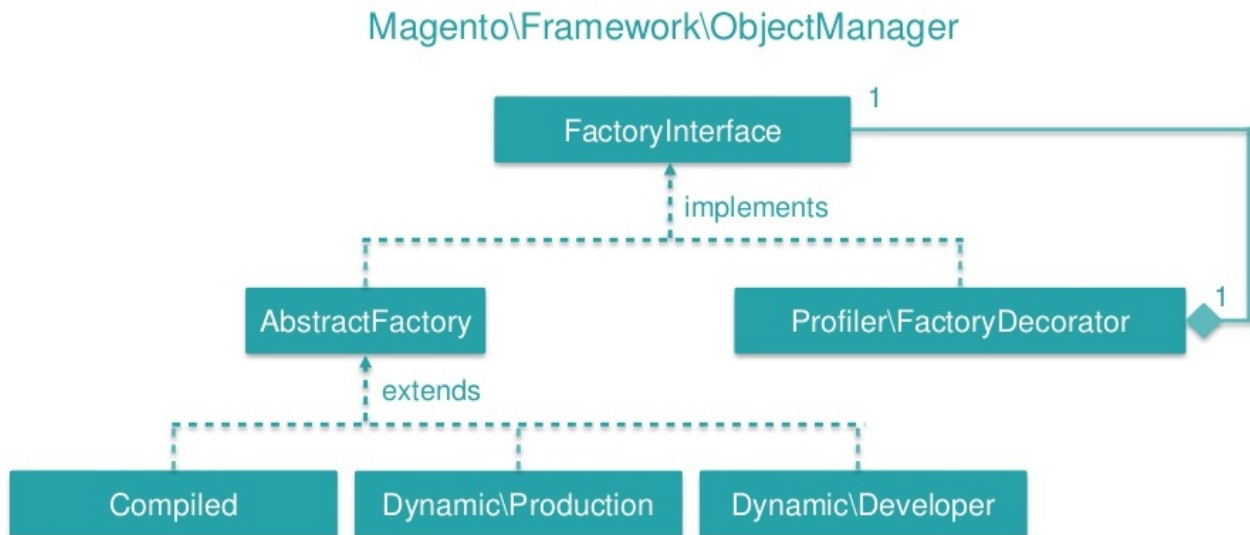 Magento\Framework\ObjectManager
1
FactoryInterface
implements
1
AbstractFactory
Profiler\FactoryDecorator
extends
Compiled
Dynamic\Production
Dynamic\Developer